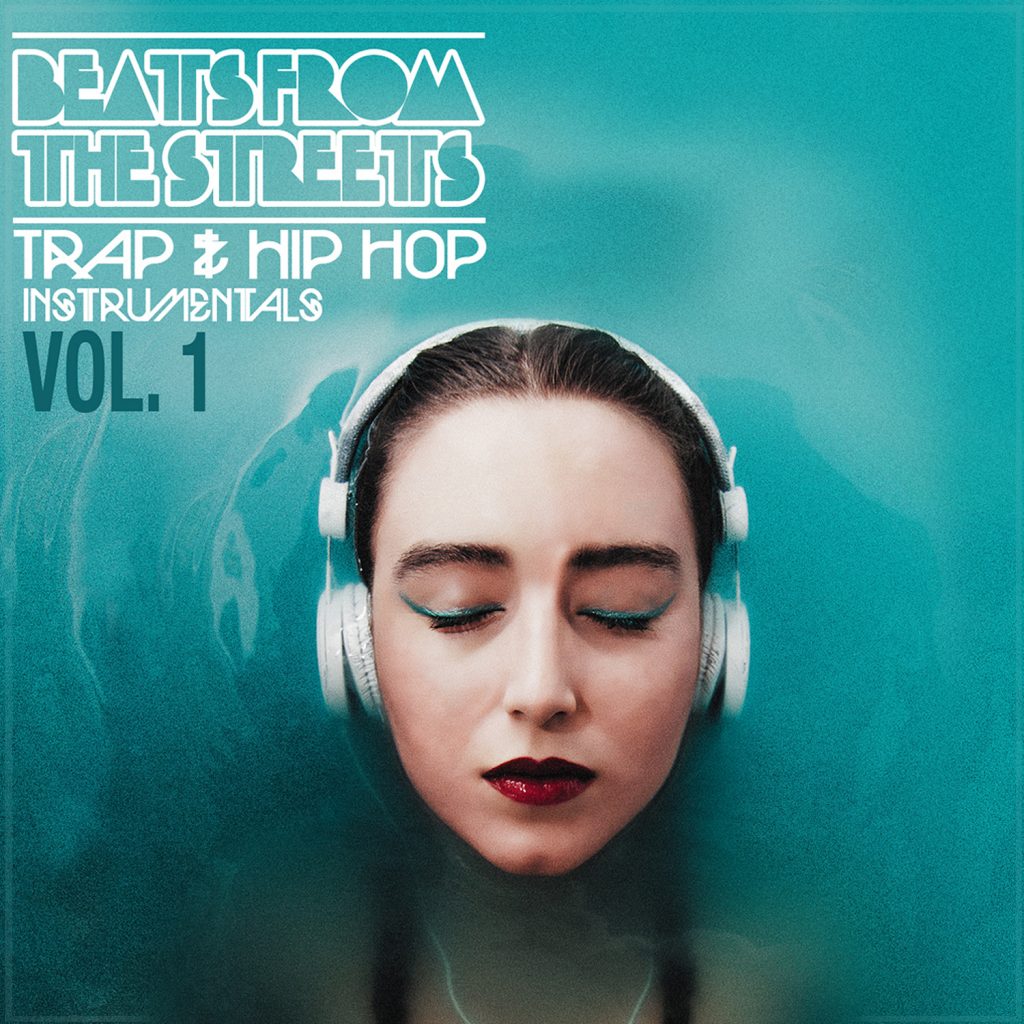 BEATS FROM
THE STREETS
TRAP & HIP HOP
INSTRUMENTALS
VOL. 1